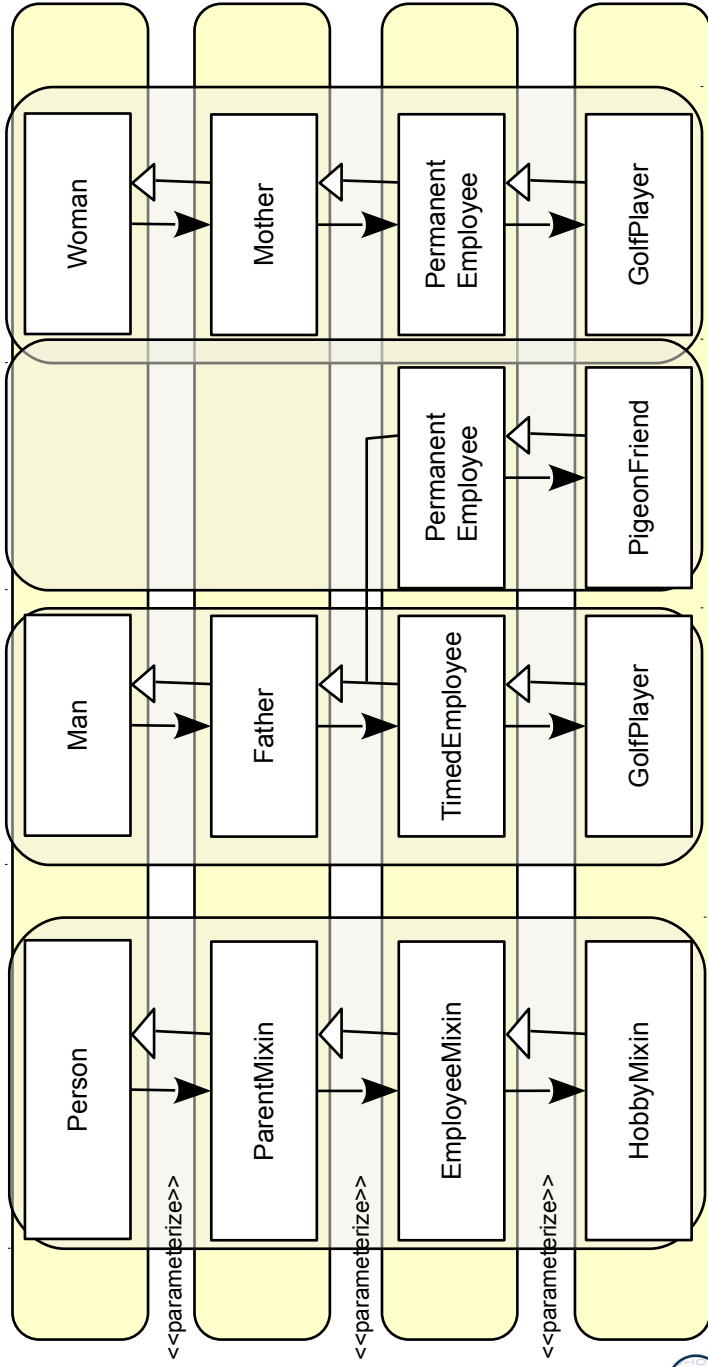 Person
Man
Woman
<<parameterize>>
ParentMixin
Father
Mother
<<parameterize>>
EmployeeMixin
TimedEmployee
Permanent
Employee
Permanent
Employee
<<parameterize>>
HobbyMixin
GolfPlayer
PigeonFriend
GolfPlayer